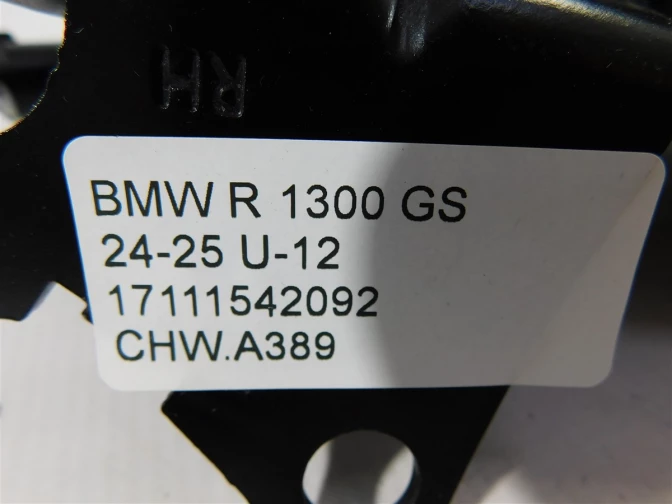 RH
BMW R 1300 GS
24-25 U-12
17111542092
CHW.A389